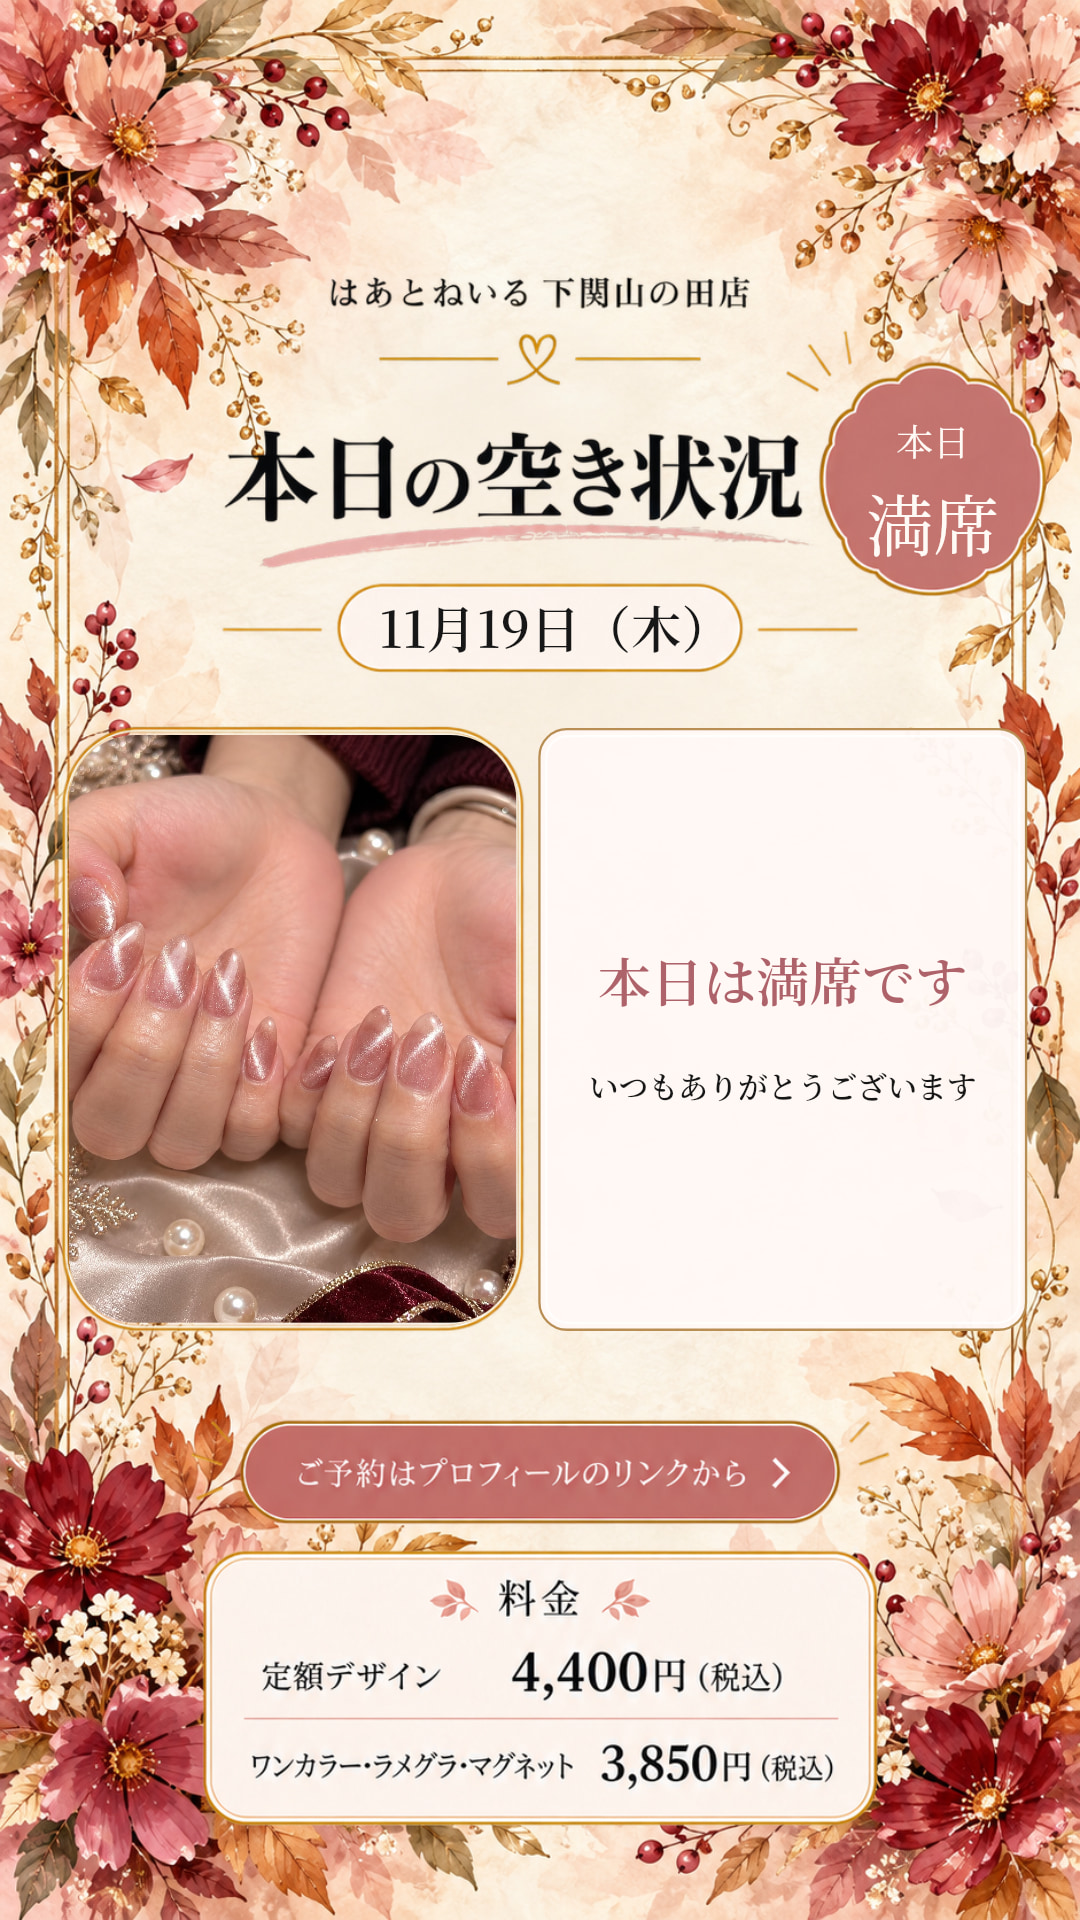 はあとねいる 下関山の田店
本日の空き状況
本日
満席
11月19日（木）
本日は満席です
いつもありがとうございます
ご予約はプロフィールのリンクから
料金
定額デザイン 4,400円 (税込)
ワンカラー・ラメグラ・マグネット 3,850円 (税込)